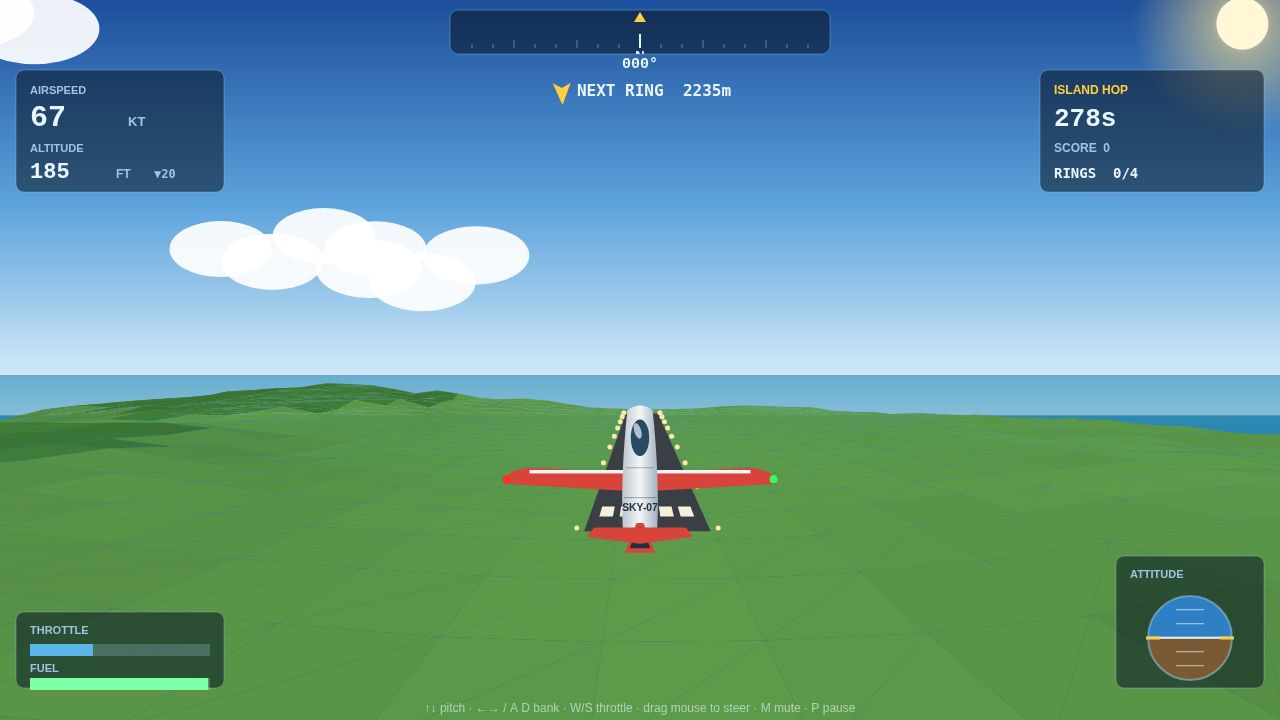 N
000°
NEXT RING 2235m
AIRSPEED
67 KT
ALTITUDE
185 FT ▼20
ISLAND HOP
278s
SCORE 0
RINGS 0/4
SKY-07
THROTTLE
FUEL
ATTITUDE
↑↓ pitch · ←→ / A D bank · W/S throttle · drag mouse to steer · M mute · P pause